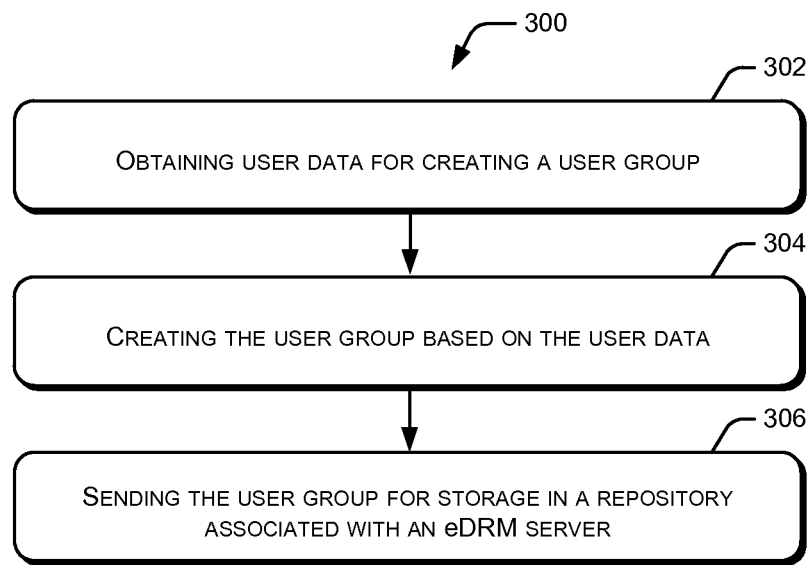 300
302
OBTAINING USER DATA FOR CREATING A USER GROUP
304
CREATING THE USER GROUP BASED ON THE USER DATA
306
SENDING THE USER GROUP FOR STORAGE IN A REPOSITORY
ASSOCIATED WITH AN eDRM SERVER